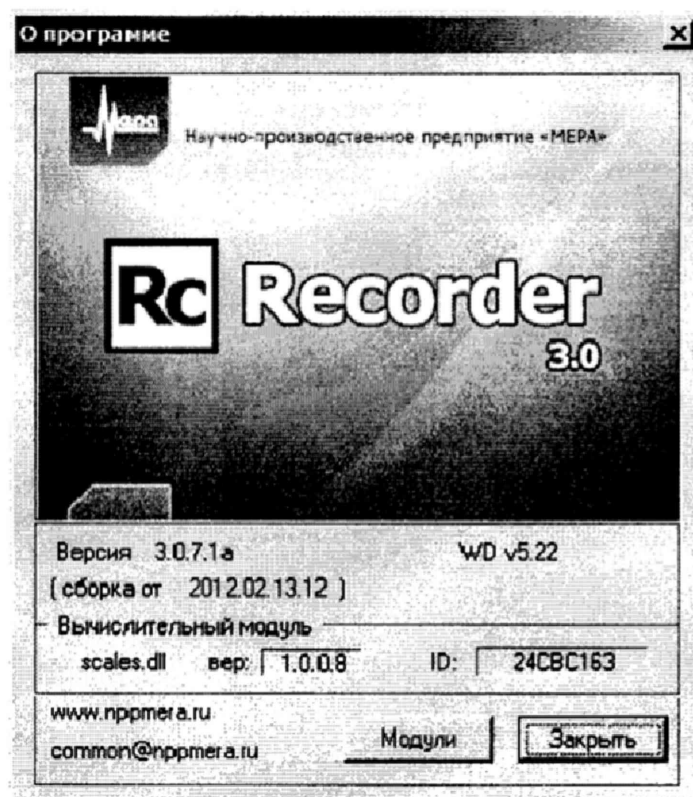 О программе
Научно-производственное предприятие «МЕРА»
Rc Recorder
3.0
Версия 3.0.7.1a WD v5.22
( сборка от 2012.02.13.12 )
Вычислительный модуль
scales.dll вер: 1.0.0.8 ID: 24CBC163
www.nppmera.ru
common@nppmera.ru
Модули Закрыть